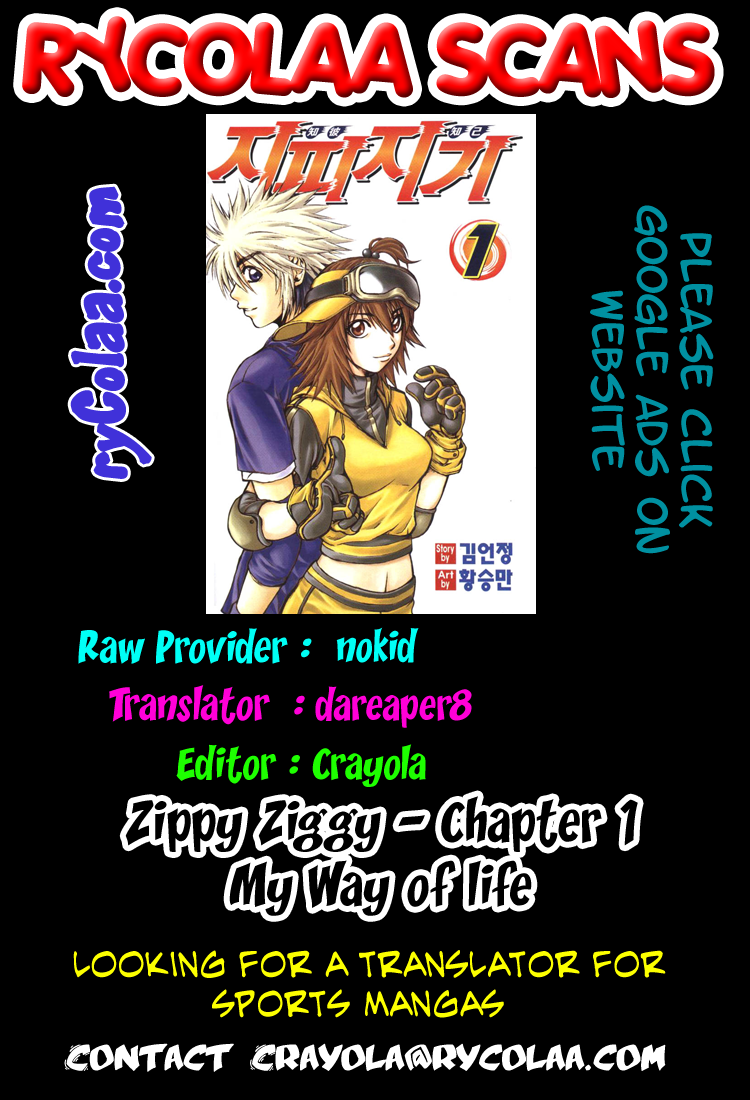 RYCOLAA SCANS
知彼 知己
지피지기
1
ryColaa.com
PLEASE CLICK
GOOGLE ADS ON
WEBSITE
Story by 김언정
Art by 황승만
Raw Provider : nokid
Translator : dareaper8
Editor : Crayola
Zippy Ziggy - Chapter 1
My Way of life
LOOKING FOR A TRANSLATOR FOR
SPORTS MANGAS
CONTACT CRAYOLA@RYCOLAA.COM